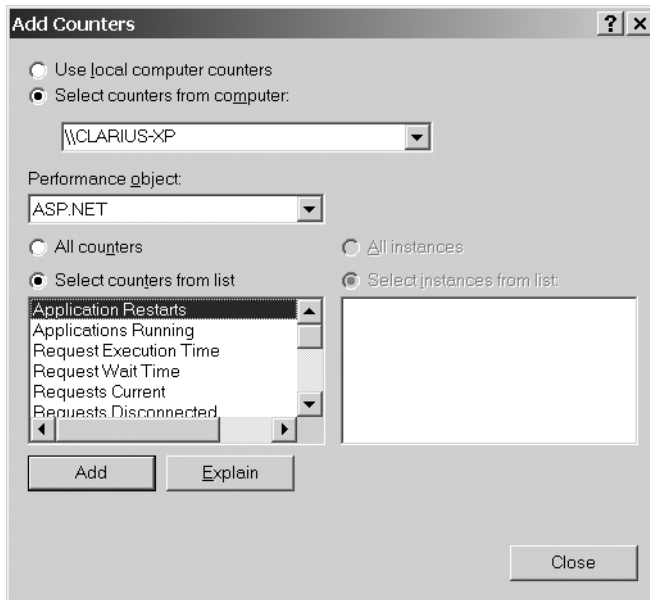 Add Counters
Use local computer counters
Select counters from computer:
\\CLARIUS-XP
Performance object:
ASP.NET
All counters
All instances
Select counters from list
Select instances from list:
Application Restarts
Applications Running
Request Execution Time
Request Wait Time
Requests Current
Requests Disconnected
Add
Explain
Close